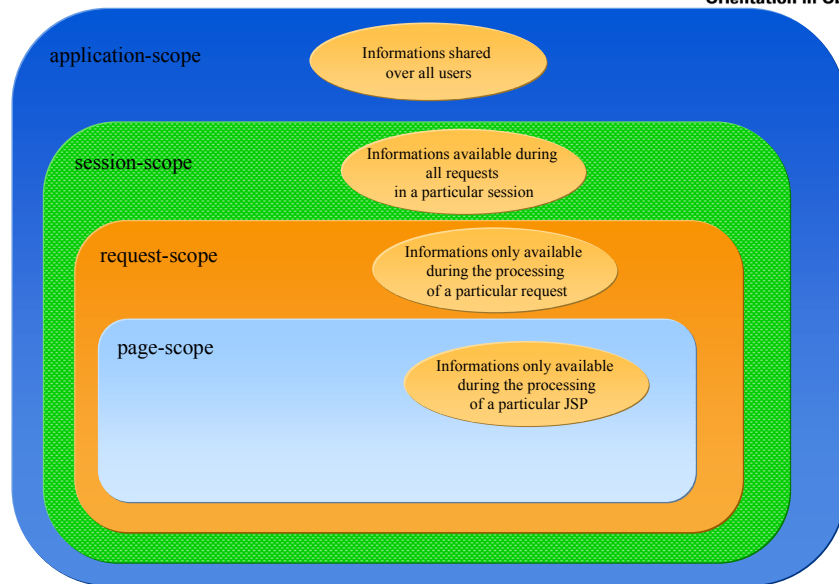 Orientation in
application-scope
Informations shared
over all users
session-scope
Informations available during
all requests
in a particular session
request-scope
Informations only available
during the processing
of a particular request
page-scope
Informations only available
during the processing
of a particular JSP